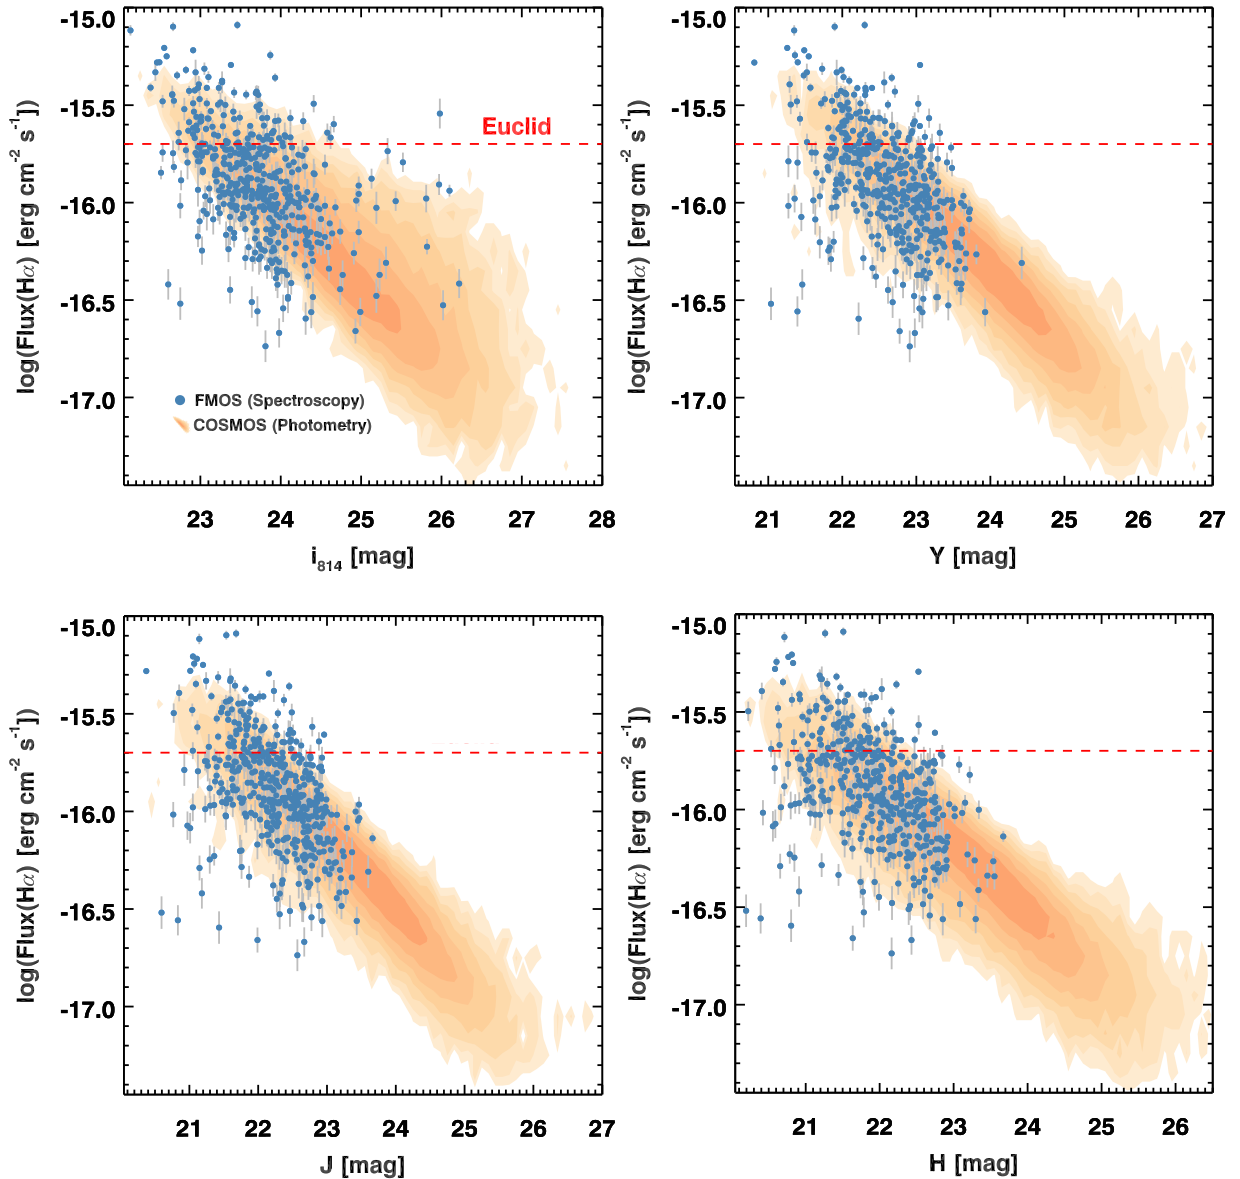 -15.0
-15.5
-16.0
-16.5
-17.0
log(Flux(Hα) [erg cm⁻² s⁻¹])
Euclid
FMOS (Spectroscopy)
COSMOS (Photometry)
23 24 25 26 27 28
i₈₁₄ [mag]
-15.0
-15.5
-16.0
-16.5
-17.0
log(Flux(Hα) [erg cm⁻² s⁻¹])
21 22 23 24 25 26 27
Y [mag]
-15.0
-15.5
-16.0
-16.5
-17.0
log(Flux(Hα) [erg cm⁻² s⁻¹])
21 22 23 24 25 26 27
J [mag]
-15.0
-15.5
-16.0
-16.5
-17.0
log(Flux(Hα) [erg cm⁻² s⁻¹])
21 22 23 24 25 26
H [mag]